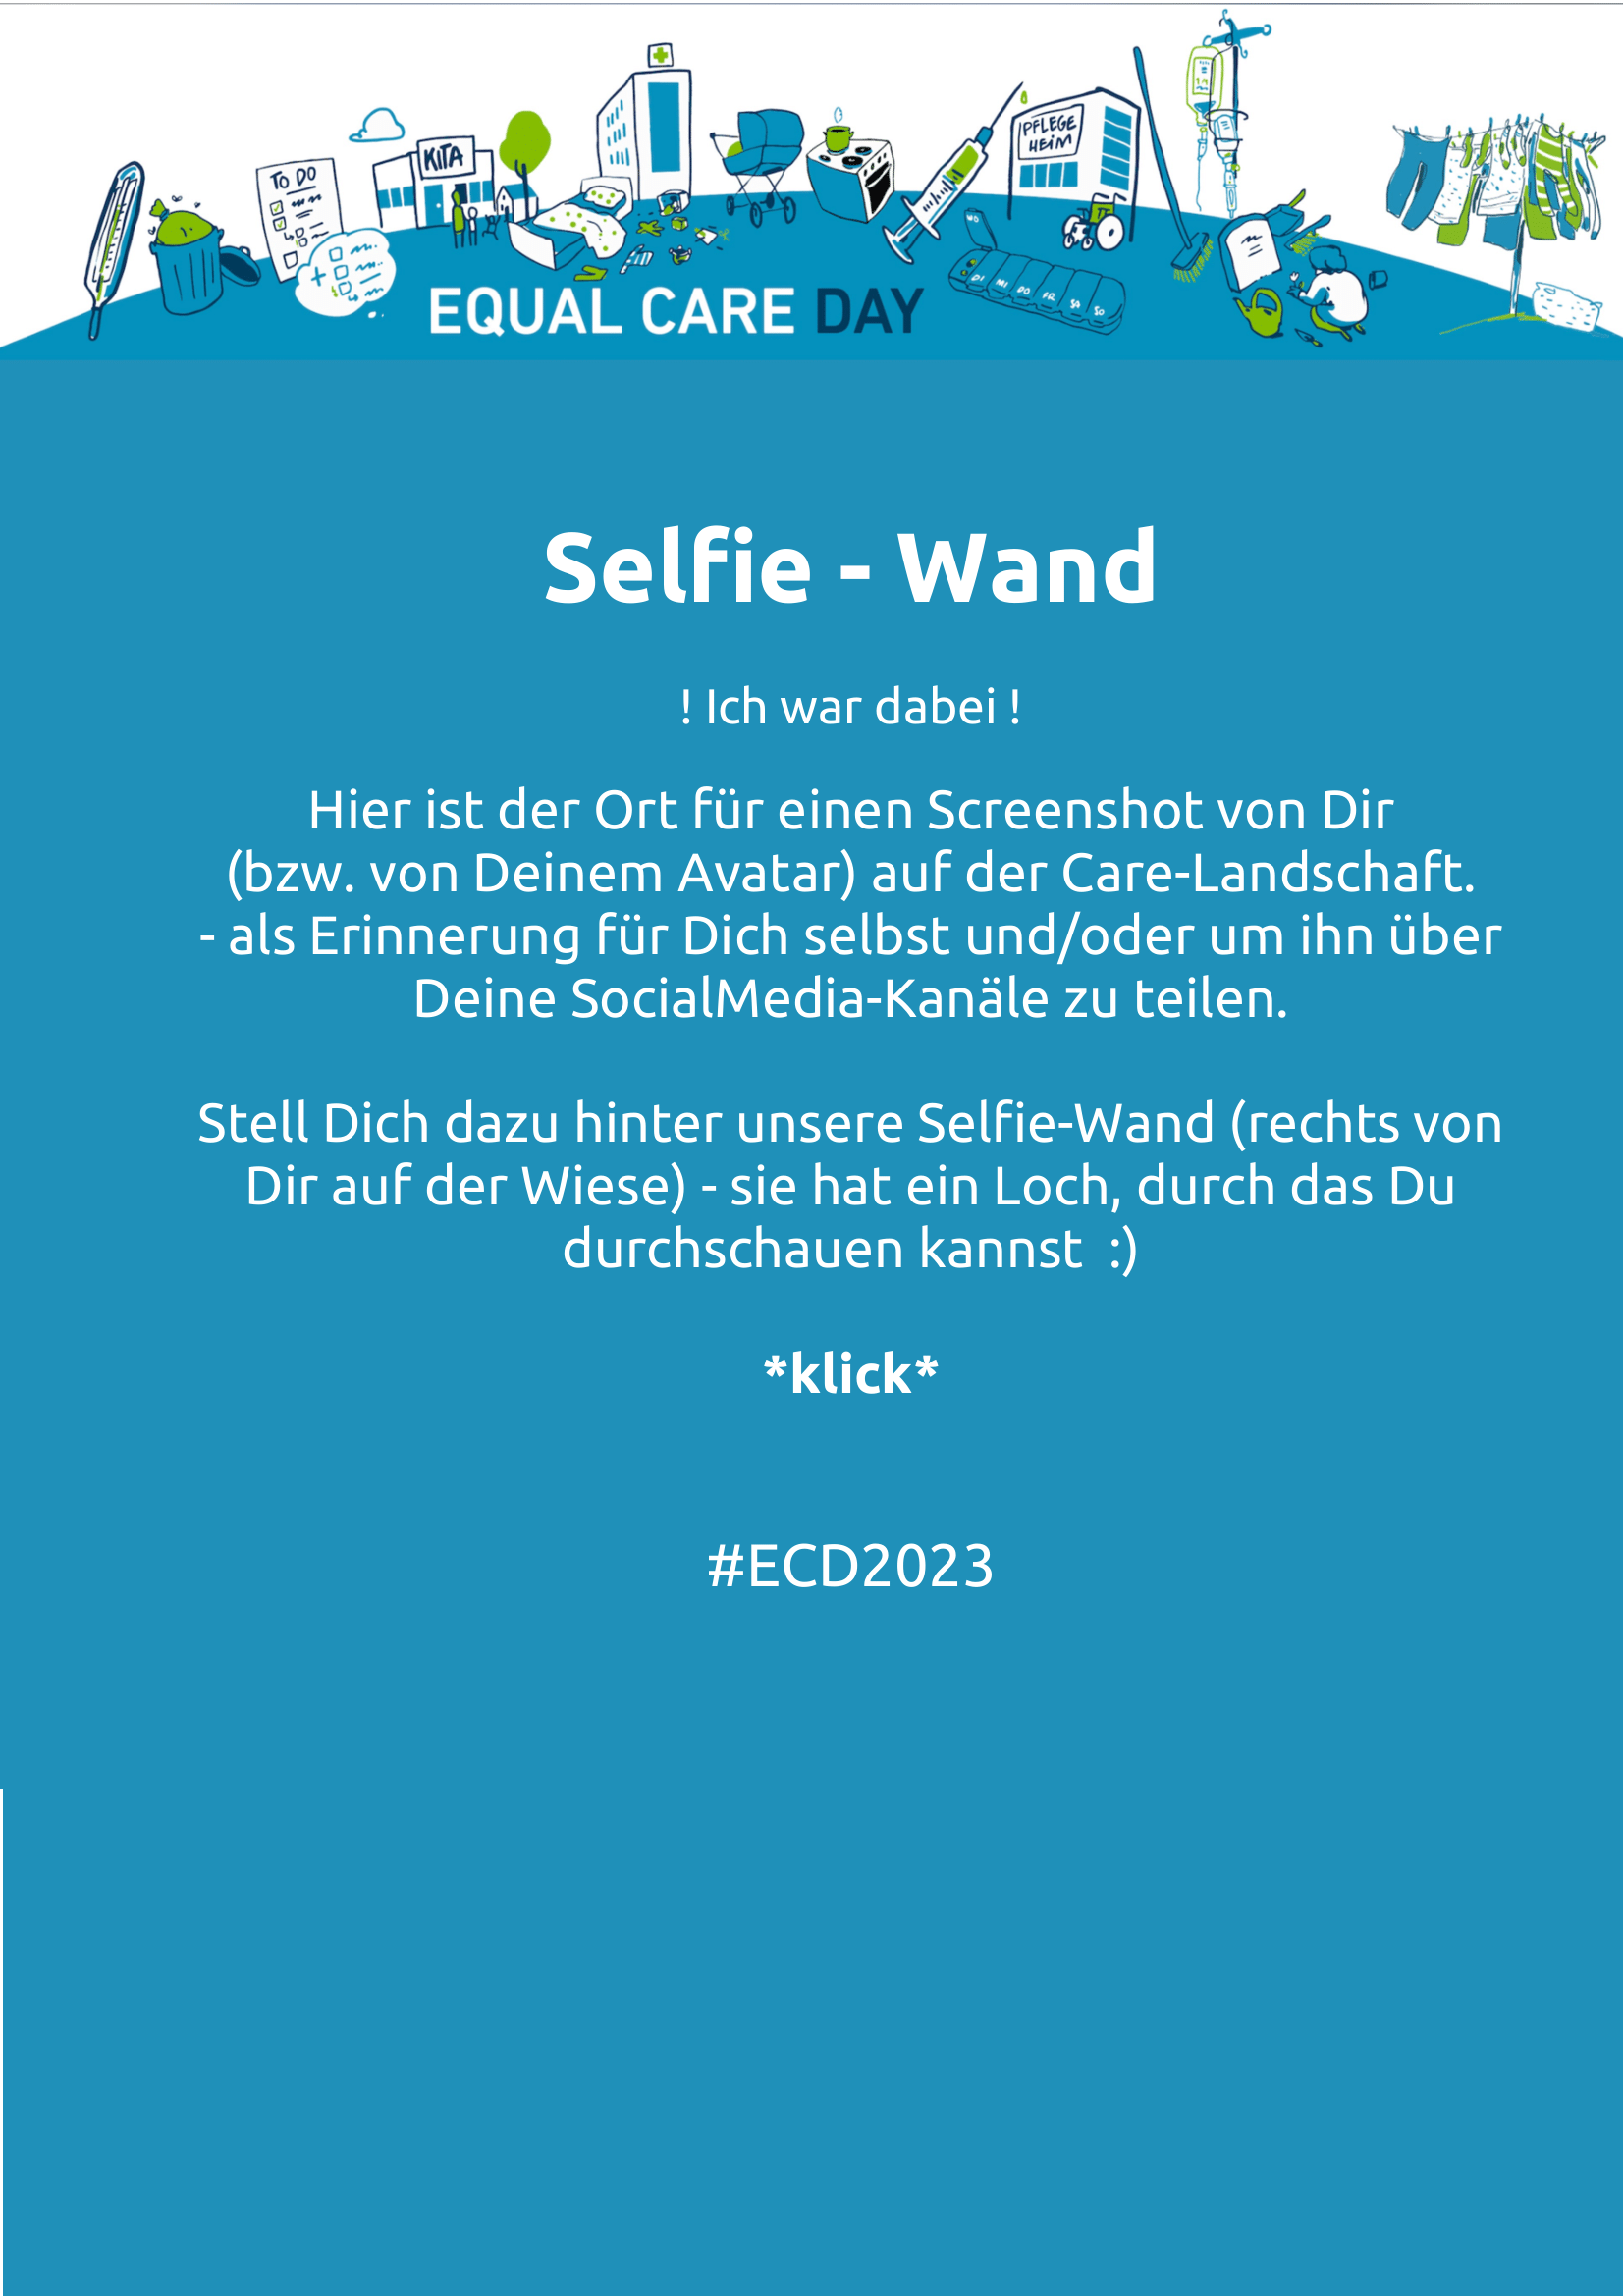 TO DO
KITA
PFLEGE
HEIM
WO
DI
MI
DO
FR
SA
SO
EQUAL CARE DAY
Selfie - Wand
! Ich war dabei !
Hier ist der Ort für einen Screenshot von Dir
(bzw. von Deinem Avatar) auf der Care-Landschaft.
- als Erinnerung für Dich selbst und/oder um ihn über
Deine SocialMedia-Kanäle zu teilen.
Stell Dich dazu hinter unsere Selfie-Wand (rechts von
Dir auf der Wiese) - sie hat ein Loch, durch das Du
durchschauen kannst  :)
*klick*
#ECD2023